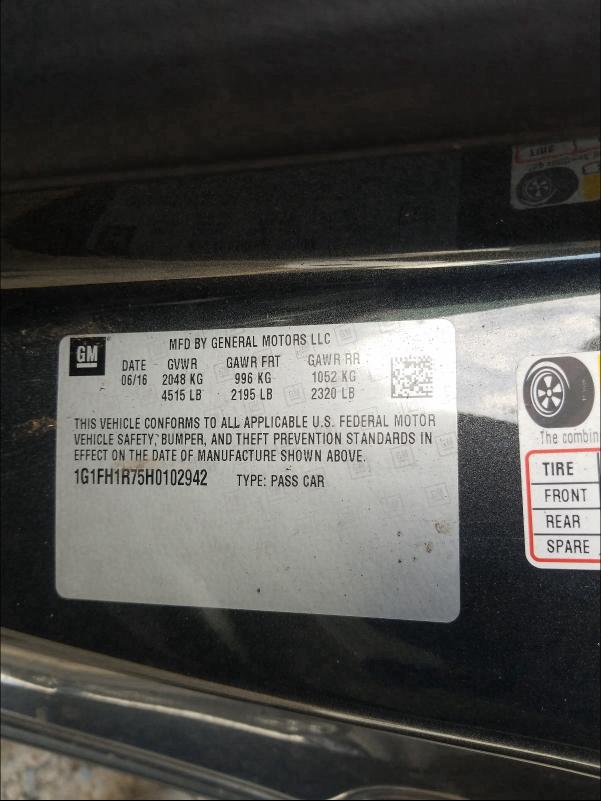 GM
MFD BY GENERAL MOTORS LLC
DATE GVWR GAWR FRT GAWR RR
06/16 2048 KG 996 KG 1052 KG
4515 LB 2195 LB 2320 LB
THIS VEHICLE CONFORMS TO ALL APPLICABLE U.S. FEDERAL MOTOR
VEHICLE SAFETY, BUMPER, AND THEFT PREVENTION STANDARDS IN
EFFECT ON THE DATE OF MANUFACTURE SHOWN ABOVE.
1G1FH1R75H0102942 TYPE: PASS CAR
The combin
TIRE
FRONT
REAR
SPARE